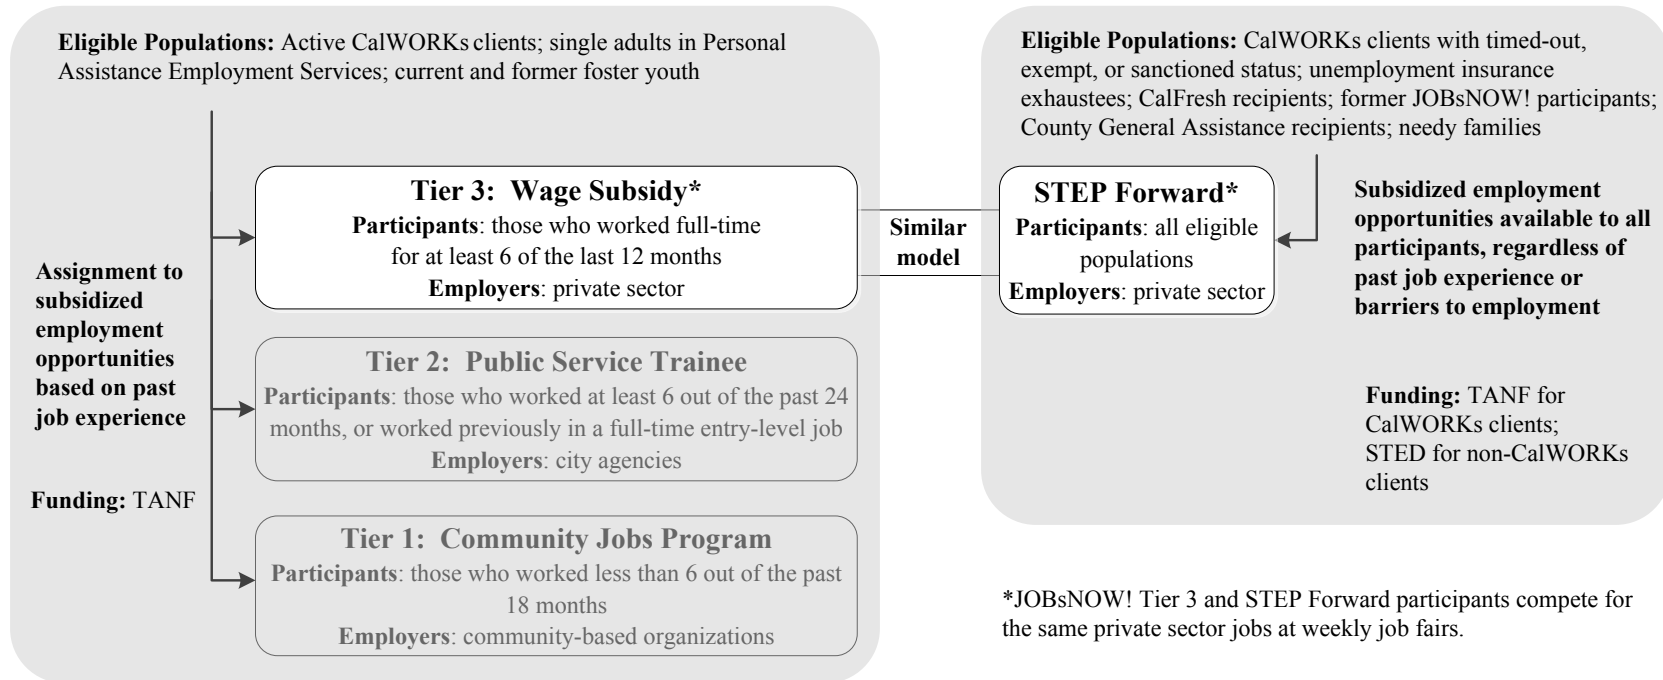 Eligible Populations: Active CalWORKs clients; single adults in Personal
Assistance Employment Services; current and former foster youth
Assignment to
subsidized
employment
opportunities
based on past
job experience
Funding: TANF
Tier 3: Wage Subsidy*
Participants: those who worked full-time
for at least 6 of the last 12 months
Employers: private sector
Tier 2: Public Service Trainee
Participants: those who worked at least 6 out of the past 24
months, or worked previously in a full-time entry-level job
Employers: city agencies
Tier 1: Community Jobs Program
Participants: those who worked less than 6 out of the past
18 months
Employers: community-based organizations
Similar
model
Eligible Populations: CalWORKs clients with timed-out,
exempt, or sanctioned status; unemployment insurance
exhaustees; CalFresh recipients; former JOBsNOW! participants;
County General Assistance recipients; needy families
STEP Forward*
Participants: all eligible
populations
Employers: private sector
Subsidized employment
opportunities available to all
participants, regardless of
past job experience or
barriers to employment
Funding: TANF for
CalWORKs clients;
STED for non-CalWORKs
clients
*JOBsNOW! Tier 3 and STEP Forward participants compete for
the same private sector jobs at weekly job fairs.